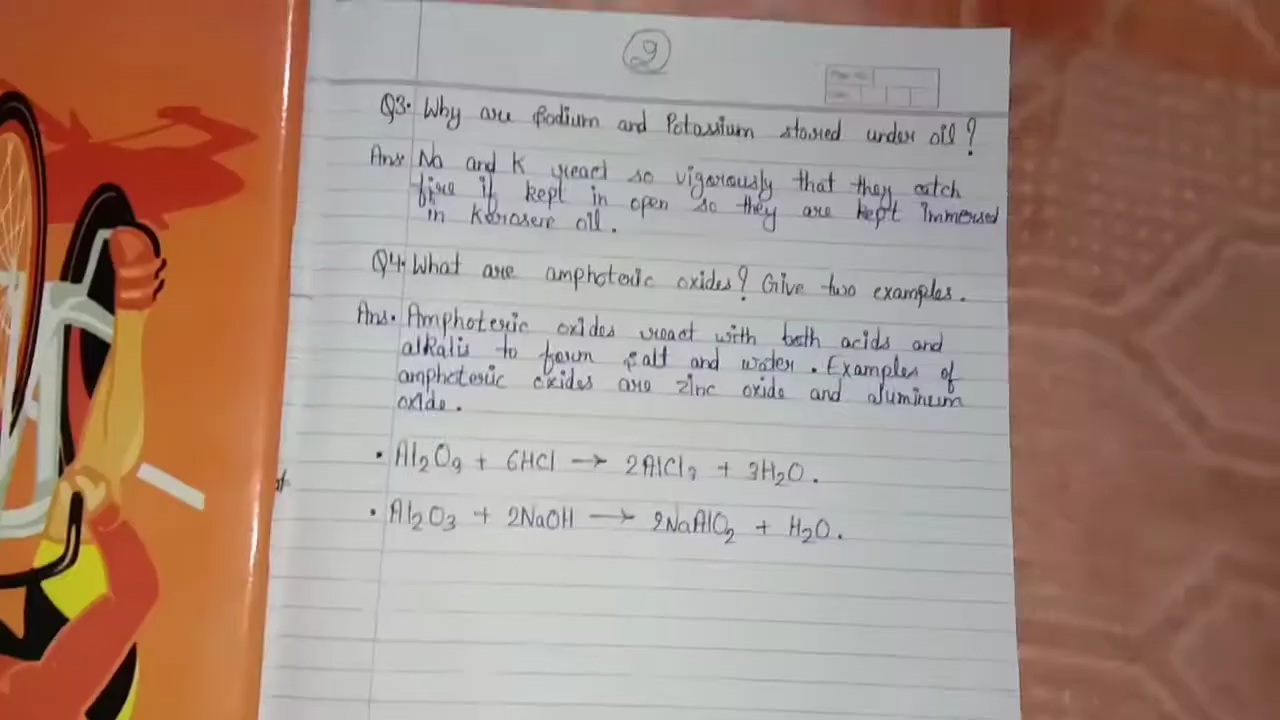 2
Q3. Why are Sodium and Potassium stored under oil?
Ans Na and K react so vigorously that they catch
fire if kept in open so they are kept immersed
in Kerosene oil.
Q4. What are amphoteric oxides? Give two examples.
Ans. Amphoteric oxides react with both acids and
alkalis to form salt and water. Examples of
amphoteric oxides are zinc oxide and aluminium
oxide.
• Al₂O₃ + 6HCl → 2AlCl₃ + 3H₂O.
• Al₂O₃ + 2NaOH → 2NaAlO₂ + H₂O.